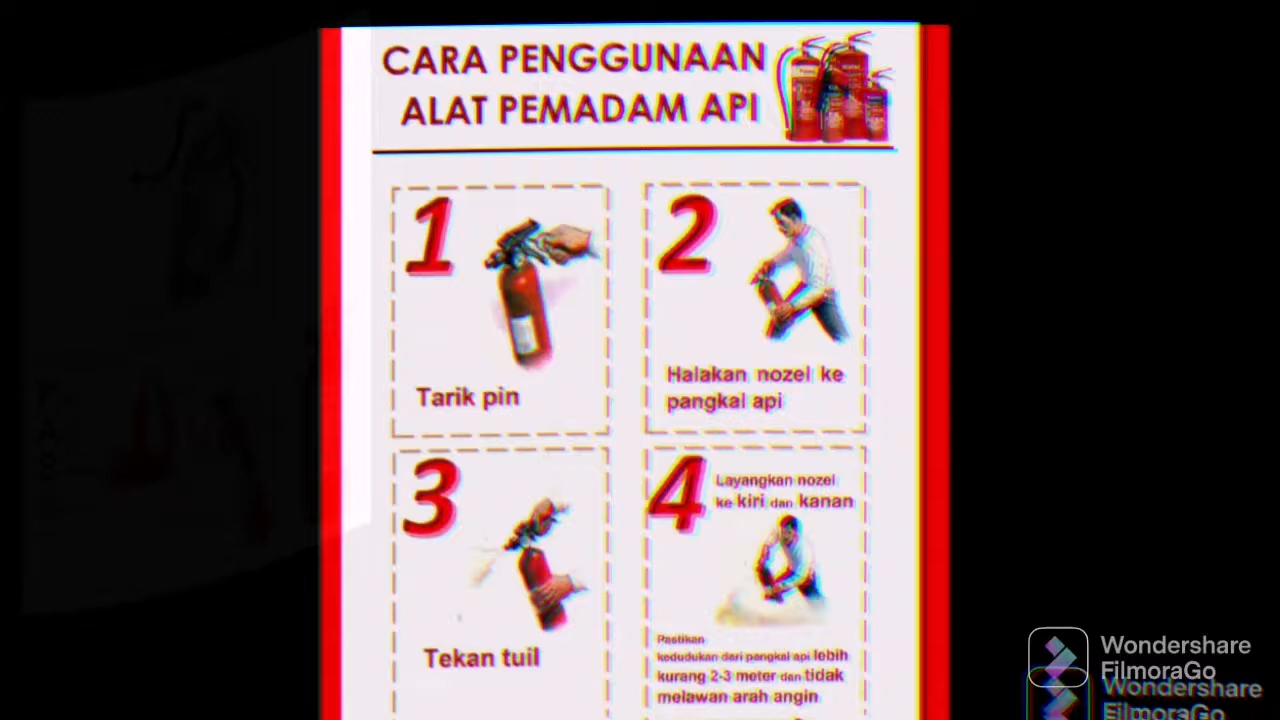 CARA PENGGUNAAN
ALAT PEMADAM API
1
Tarik pin
2
Halakan nozel ke
pangkal api
3
Tekan tuil
4
Layangkan nozel
ke kiri dan kanan
Pastikan
kedudukan dari pangkal api lebih
kurang 2-3 meter dan tidak
melawan arah angin
Wondershare
FilmoraGo
Wondershare
FilmoraGo